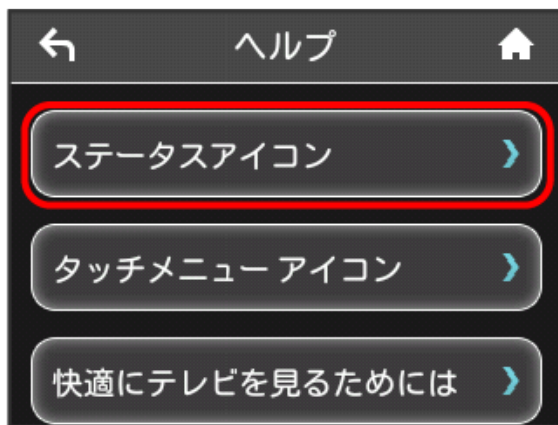 ヘルプ
ステータスアイコン
タッチメニュー アイコン
快適にテレビを見るためには